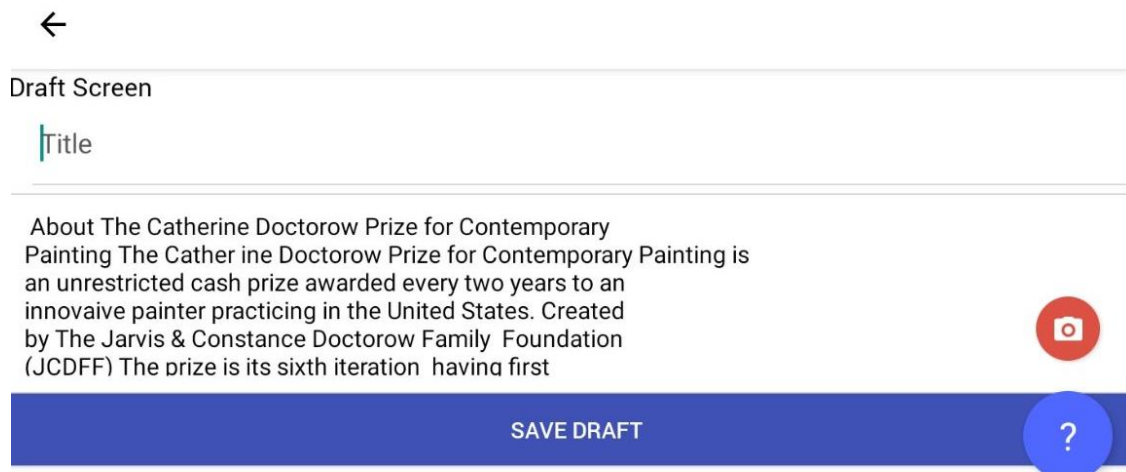 Draft Screen
Title
About The Catherine Doctorow Prize for Contemporary
Painting The Cather ine Doctorow Prize for Contemporary Painting is
an unrestricted cash prize awarded every two years to an
innovaive painter practicing in the United States. Created
by The Jarvis & Constance Doctorow Family Foundation
(JCDFF) The prize is its sixth iteration having first
SAVE DRAFT
?